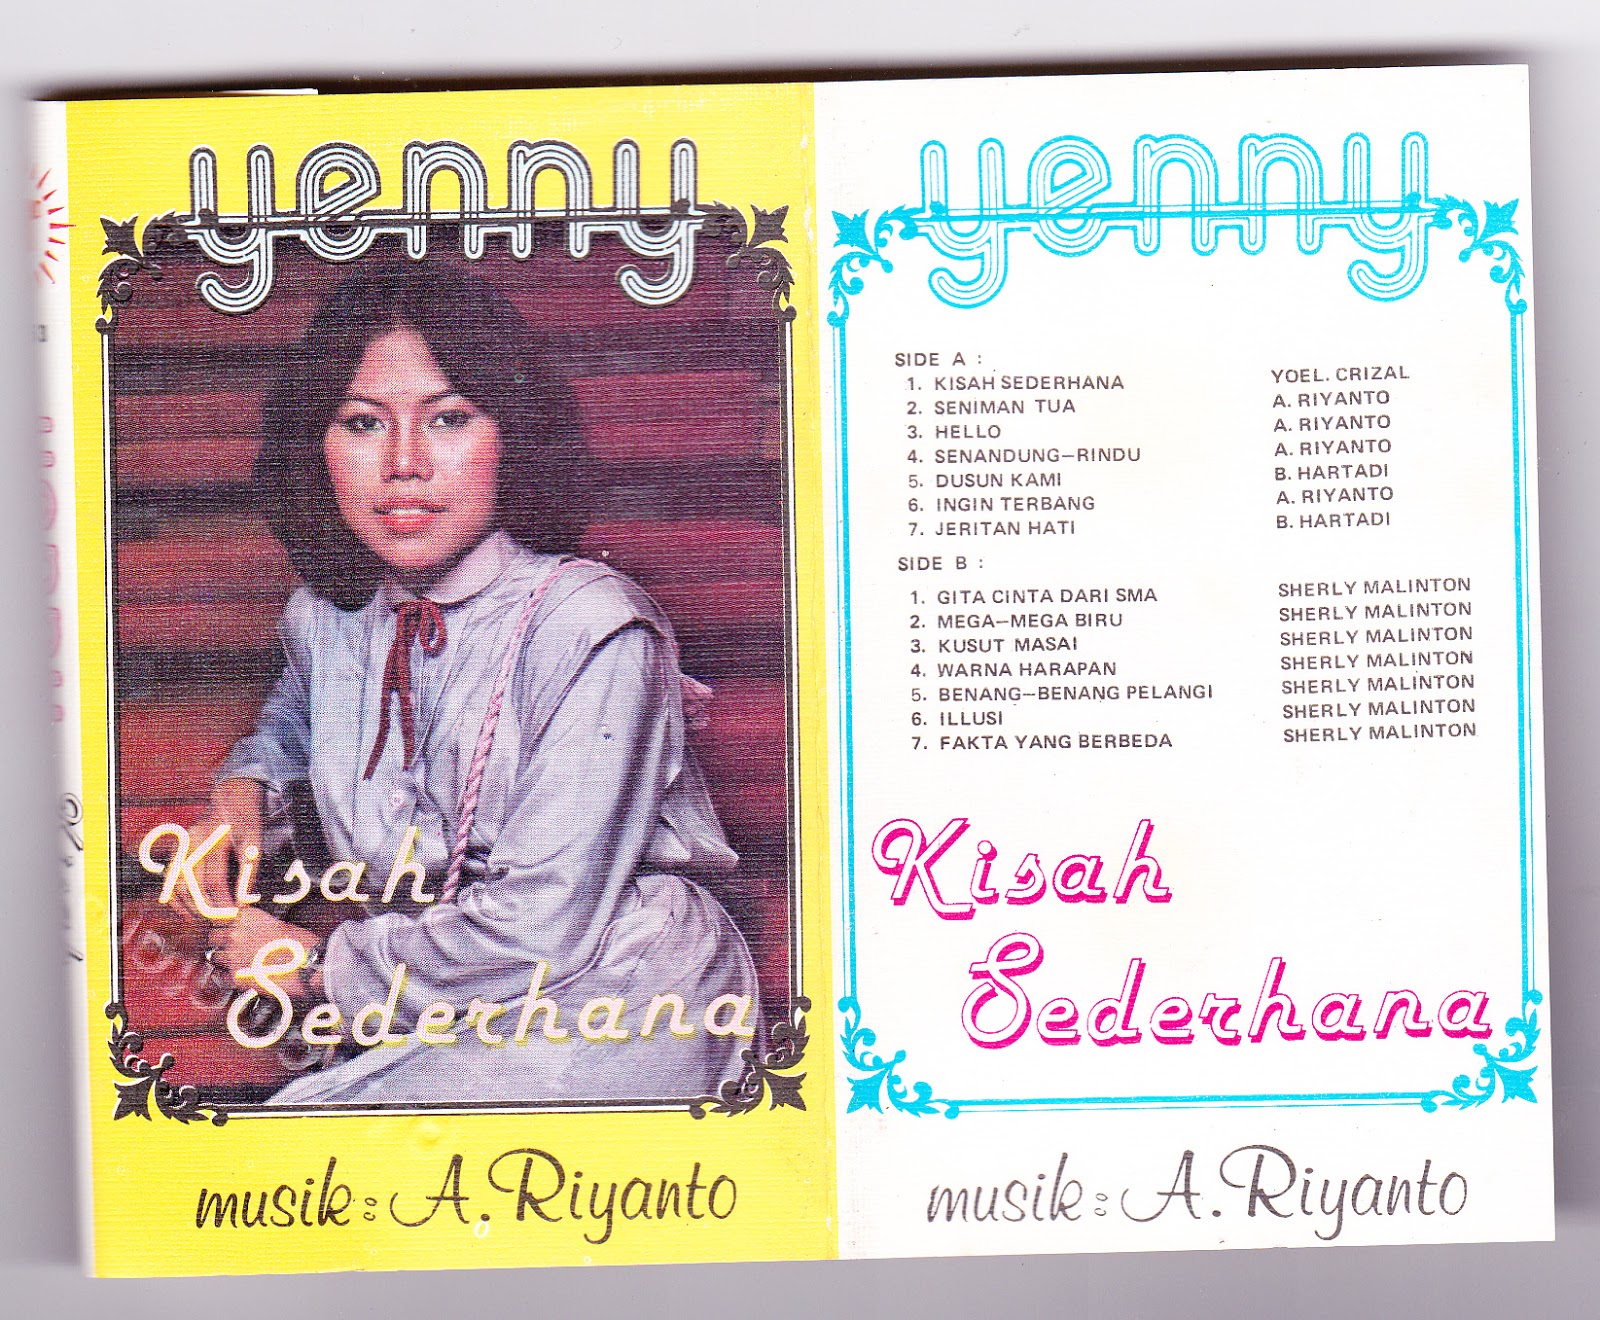 yenny
Kisah
Sederhana
musik: A. Riyanto
yenny
SIDE A :
1. KISAH SEDERHANA YOEL. CRIZAL
2. SENIMAN TUA A. RIYANTO
3. HELLO A. RIYANTO
4. SENANDUNG–RINDU A. RIYANTO
5. DUSUN KAMI B. HARTADI
6. INGIN TERBANG A. RIYANTO
7. JERITAN HATI B. HARTADI
SIDE B :
1. GITA CINTA DARI SMA SHERLY MALINTON
2. MEGA–MEGA BIRU SHERLY MALINTON
3. KUSUT MASAI SHERLY MALINTON
4. WARNA HARAPAN SHERLY MALINTON
5. BENANG–BENANG PELANGI SHERLY MALINTON
6. ILLUSI SHERLY MALINTON
7. FAKTA YANG BERBEDA SHERLY MALINTON
Kisah
Sederhana
musik: A. Riyanto